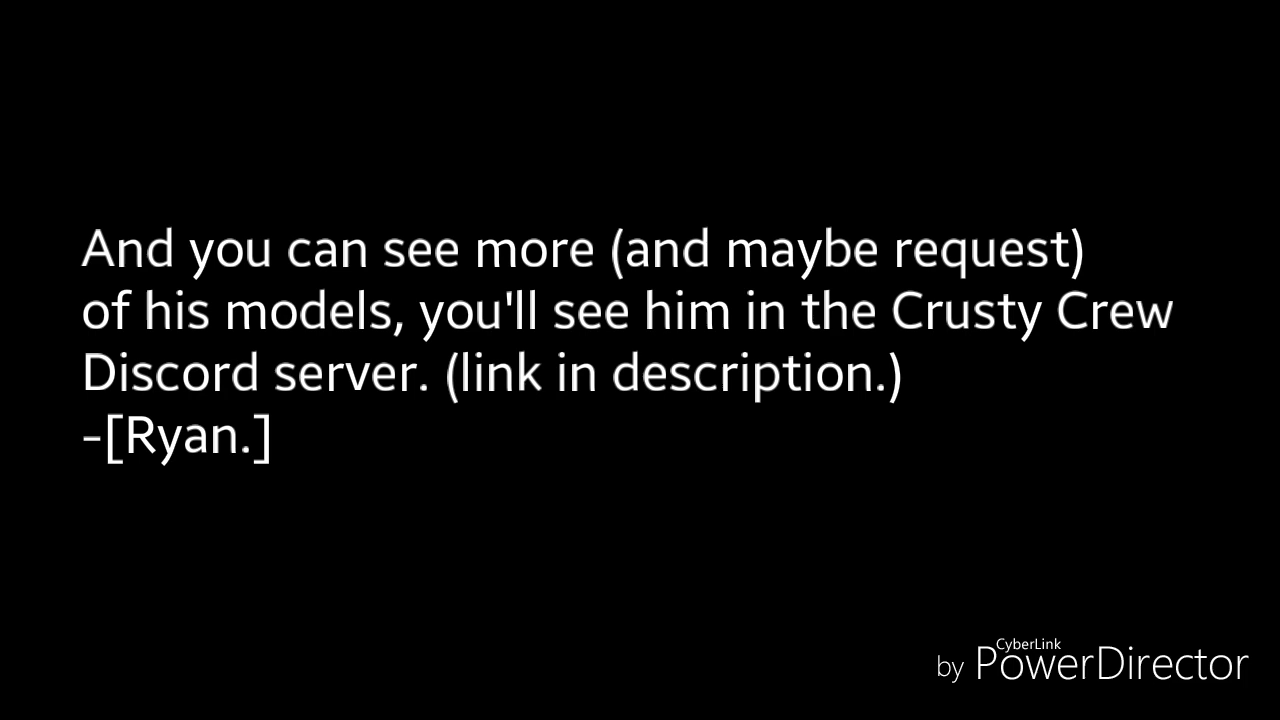 And you can see more (and maybe request)
of his models, you'll see him in the Crusty Crew
Discord server. (link in description.)
-[Ryan.]
CyberLink
by PowerDirector